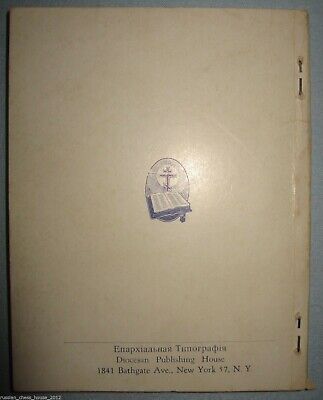 Епархіальная Типографія
Diocesan Publishing House
1841 Bathgate Ave., New York 57, N. Y.
russian_chess_house_2012